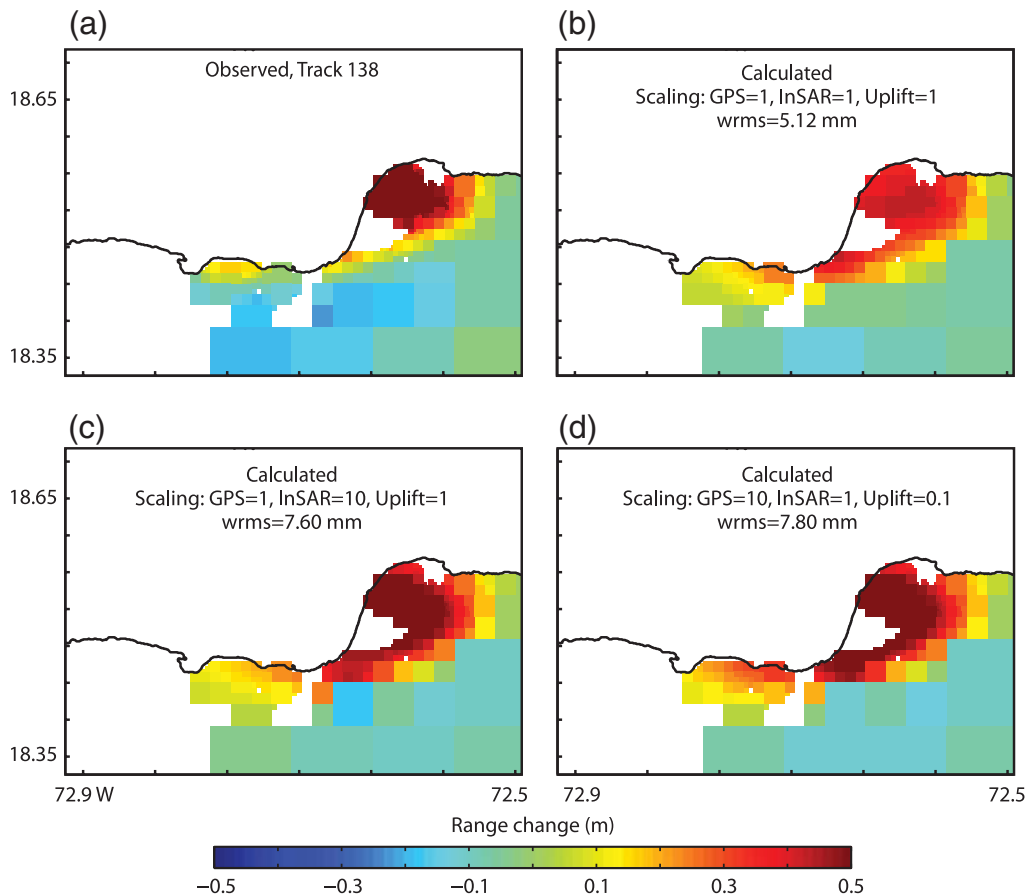 (a)
(b)
Observed, Track 138
Calculated
Scaling: GPS=1, InSAR=1, Uplift=1
wrms=5.12 mm
18.65
18.35
(c)
(d)
Calculated
Scaling: GPS=1, InSAR=10, Uplift=1
wrms=7.60 mm
Calculated
Scaling: GPS=10, InSAR=1, Uplift=0.1
wrms=7.80 mm
18.65
18.35
72.9 W
72.5
72.9
72.5
Range change (m)
−0.5
−0.3
−0.1
0.1
0.3
0.5